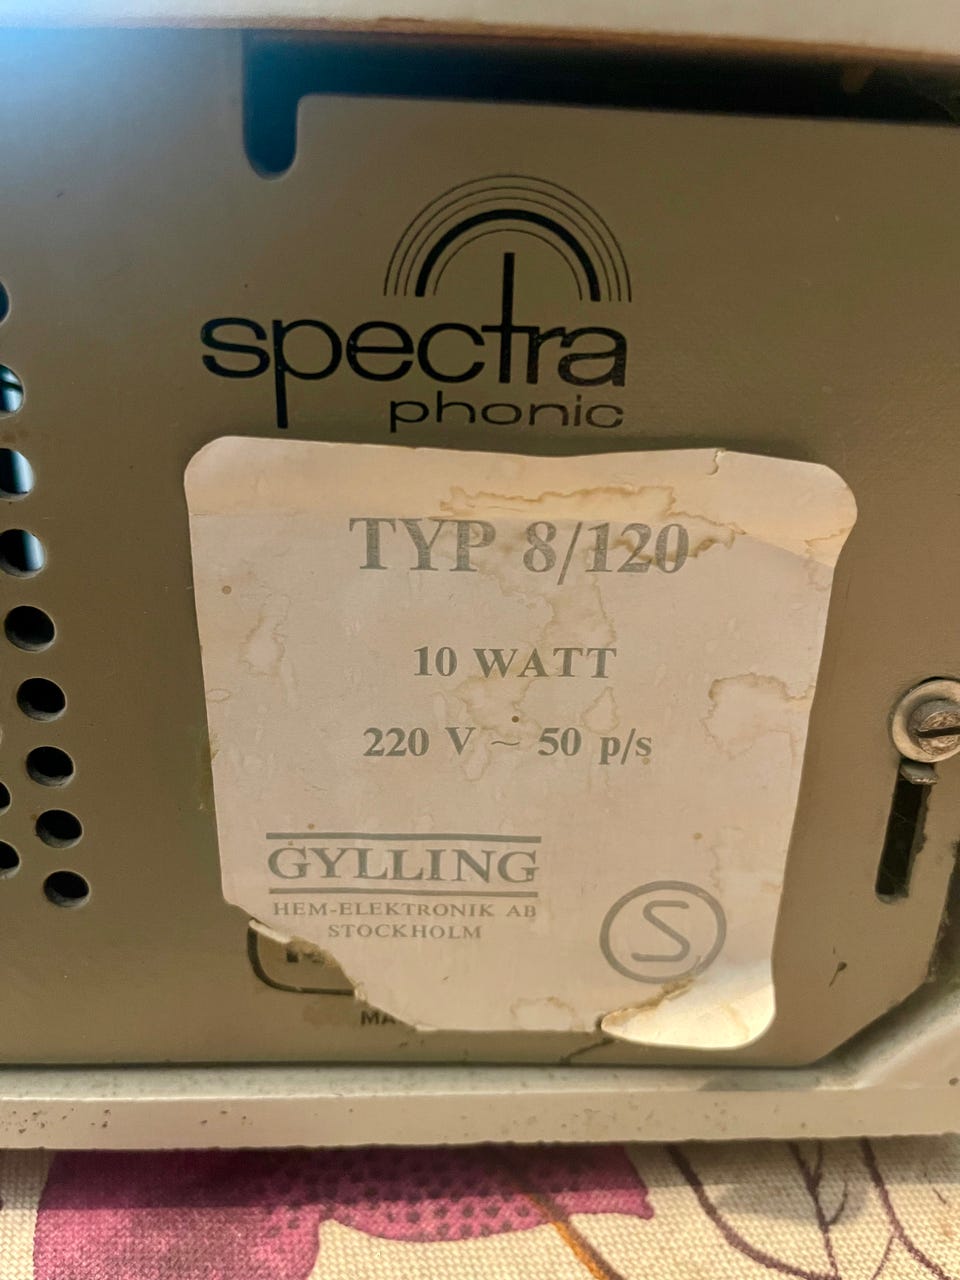 spectra
phonic
TYP 8/120
10 WATT
220 V ~ 50 p/s
GYLLING
HEM-ELEKTRONIK AB
STOCKHOLM
S